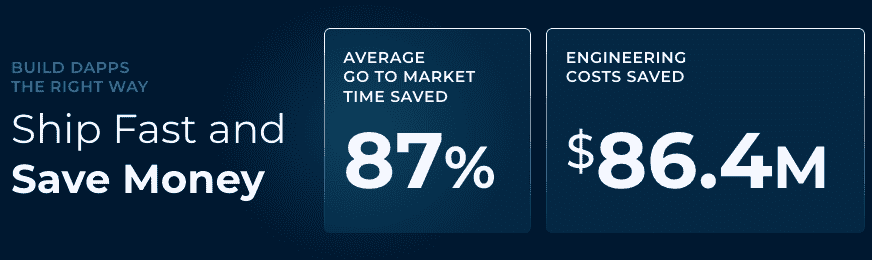 BUILD DAPPS
THE RIGHT WAY
Ship Fast and
Save Money
AVERAGE
GO TO MARKET
TIME SAVED
87%
ENGINEERING
COSTS SAVED
$86.4M